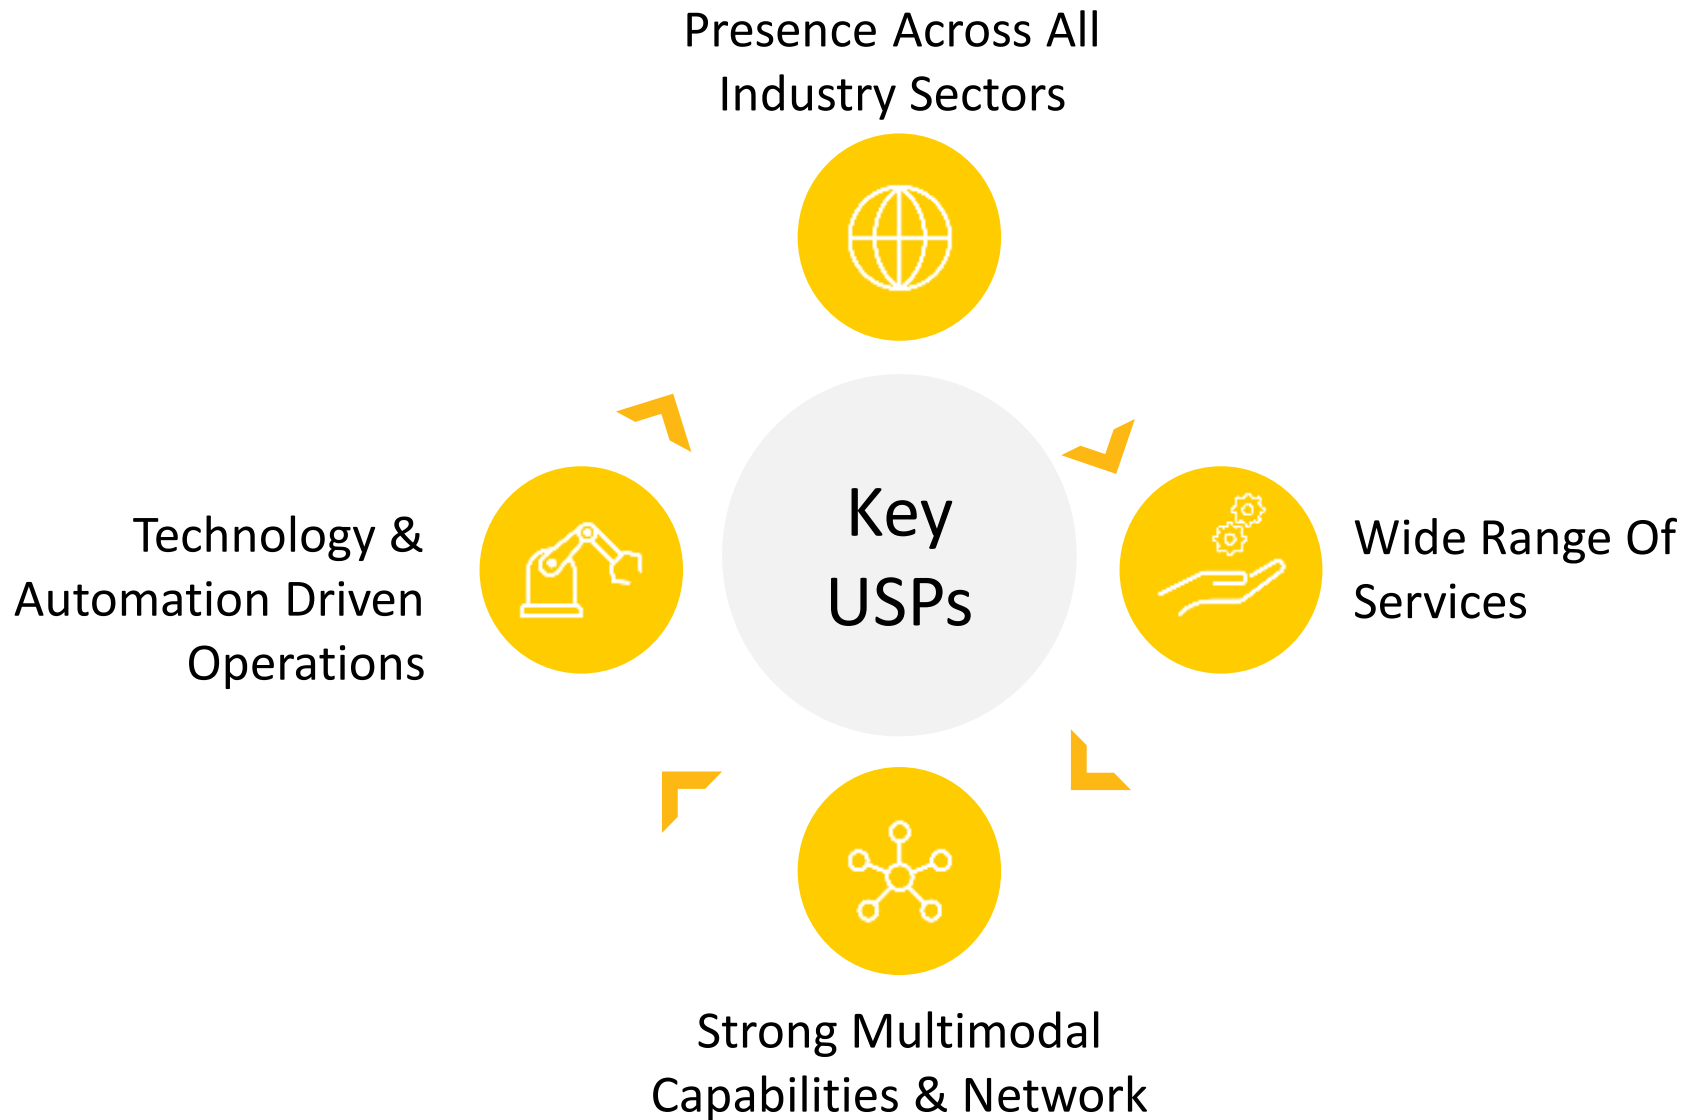 Presence Across All
Industry Sectors
Key
USPs
Technology &
Automation Driven
Operations
Wide Range Of
Services
Strong Multimodal
Capabilities & Network